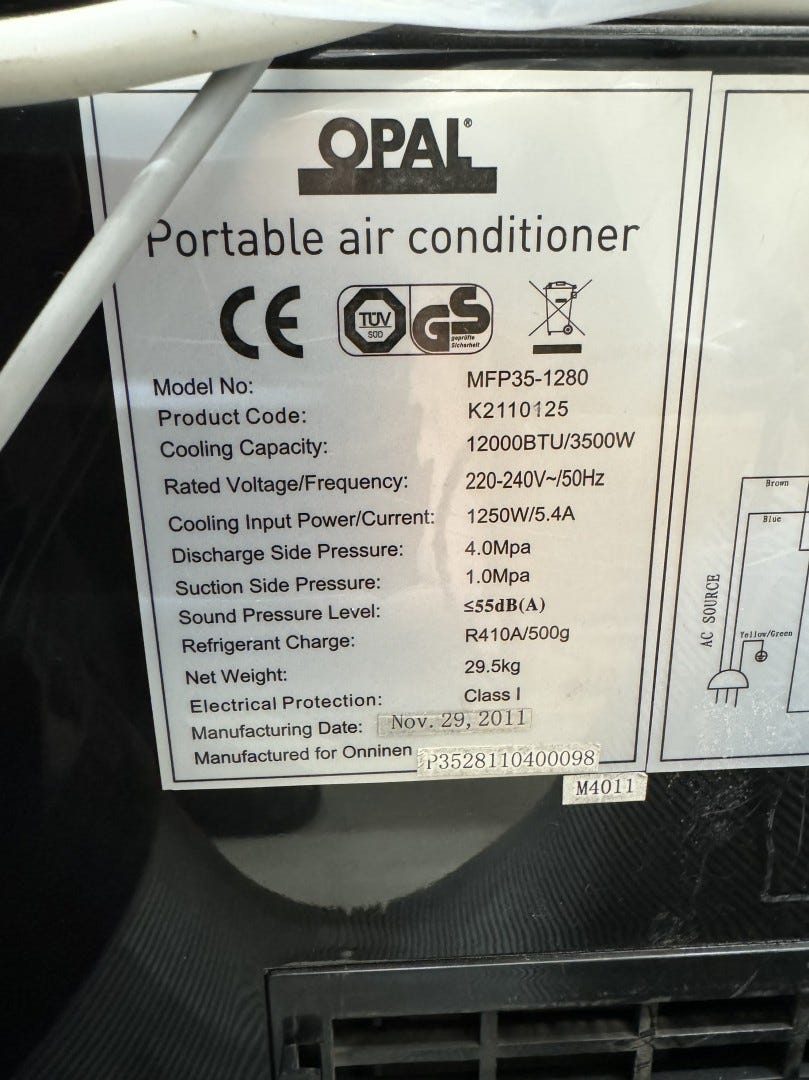 OPAL®
Portable air conditioner
CE TÜV SÜD GS geprüfte Sicherheit
Model No: MFP35-1280
Product Code: K2110125
Cooling Capacity: 12000BTU/3500W
Rated Voltage/Frequency: 220-240V~/50Hz
Cooling Input Power/Current: 1250W/5.4A
Discharge Side Pressure: 4.0Mpa
Suction Side Pressure: 1.0Mpa
Sound Pressure Level: ≤55dB(A)
Refrigerant Charge: R410A/500g
Net Weight: 29.5kg
Electrical Protection: Class I
Manufacturing Date: Nov. 29, 2011
Manufactured for Onninen P3528110400098
M4011
Brown
Blue
Yellow/Green
AC SOURCE